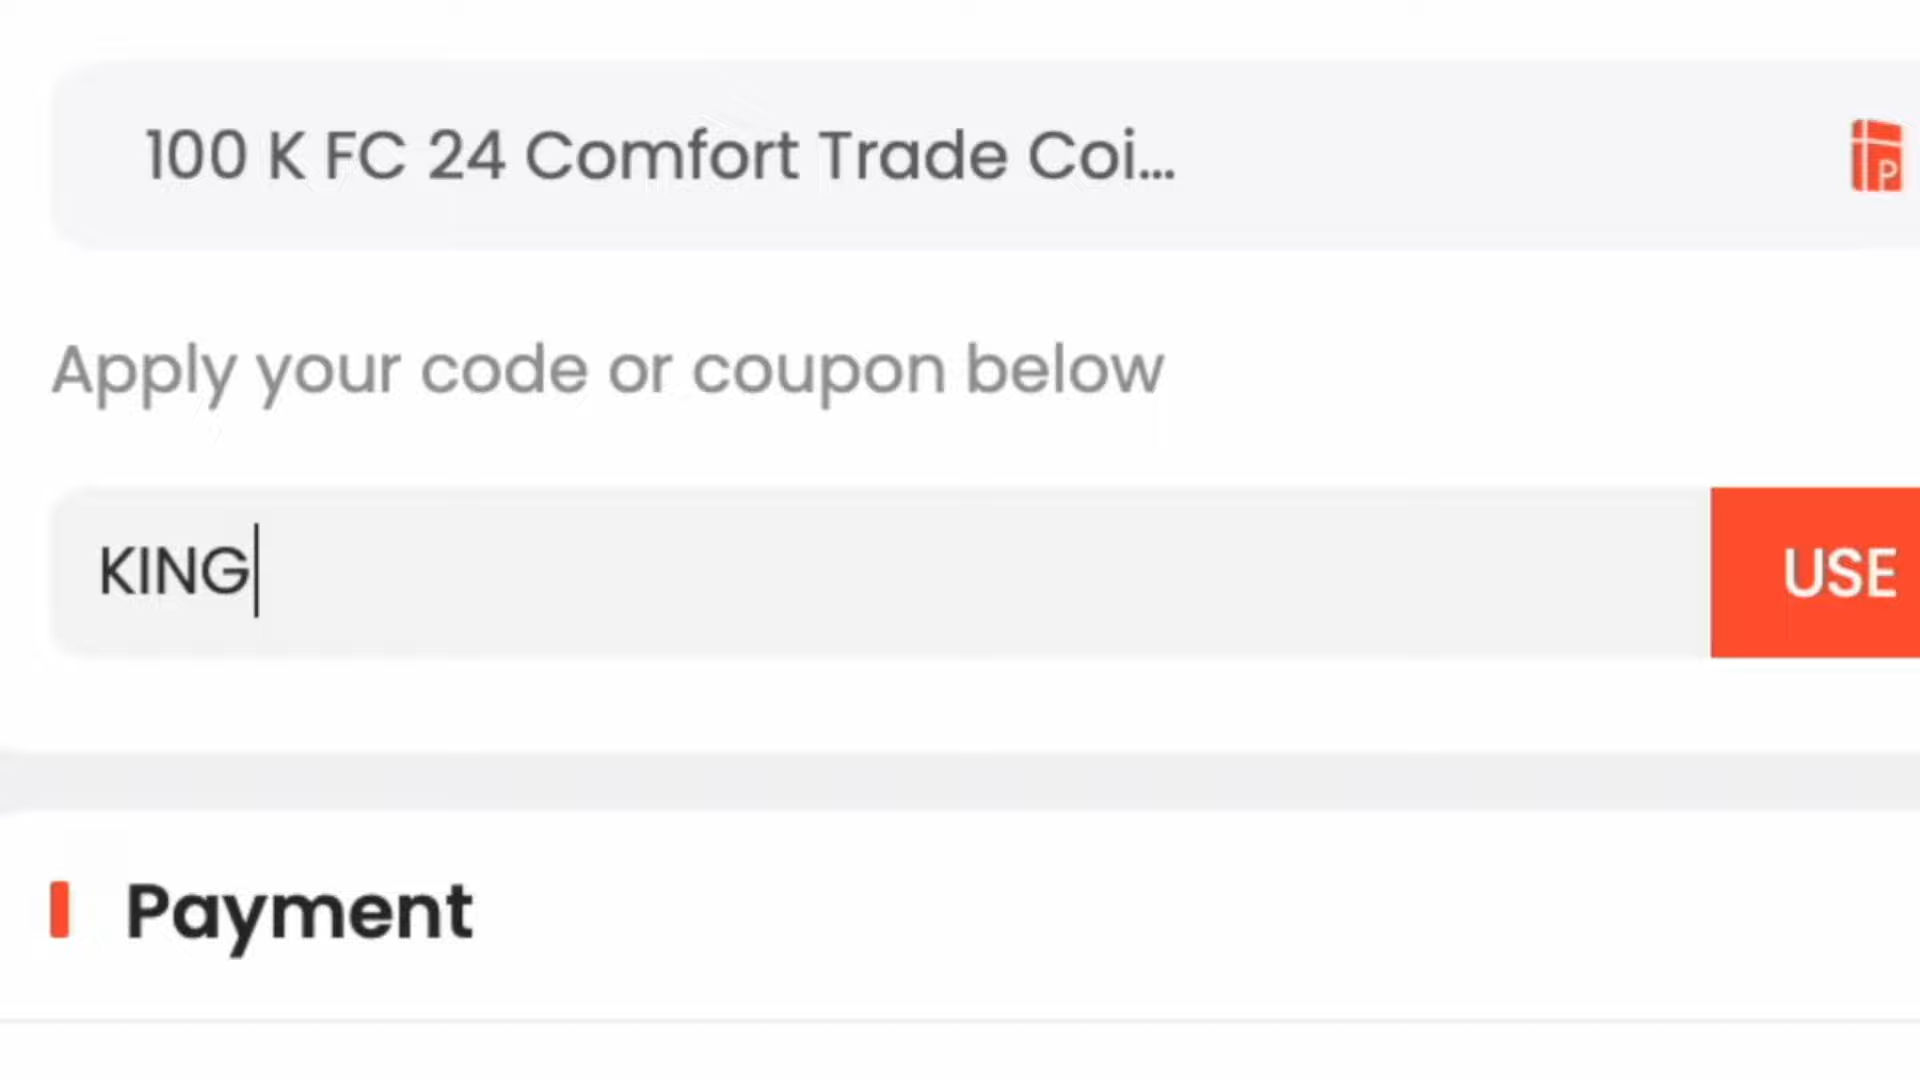 100 K FC 24 Comfort Trade Coi...
P
Apply your code or coupon below
KING
USE
Payment